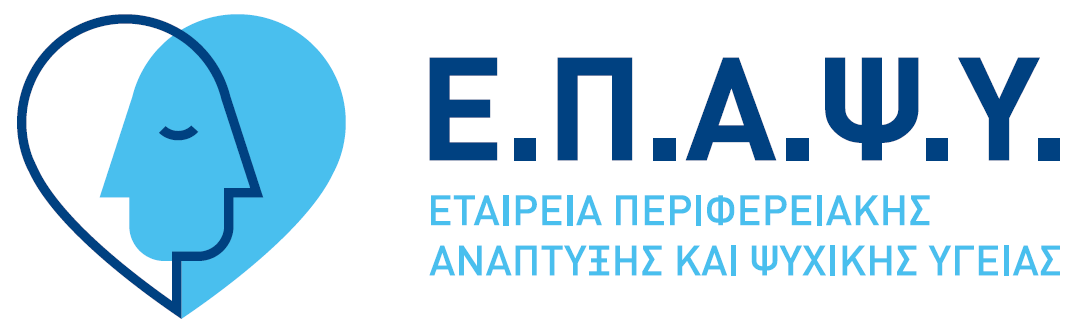 Ε.Π.Α.Ψ.Υ.
ΕΤΑΙΡΕΙΑ ΠΕΡΙΦΕΡΕΙΑΚΗΣ
ΑΝΑΠΤΥΞΗΣ ΚΑΙ ΨΥΧΙΚΗΣ ΥΓΕΙΑΣ